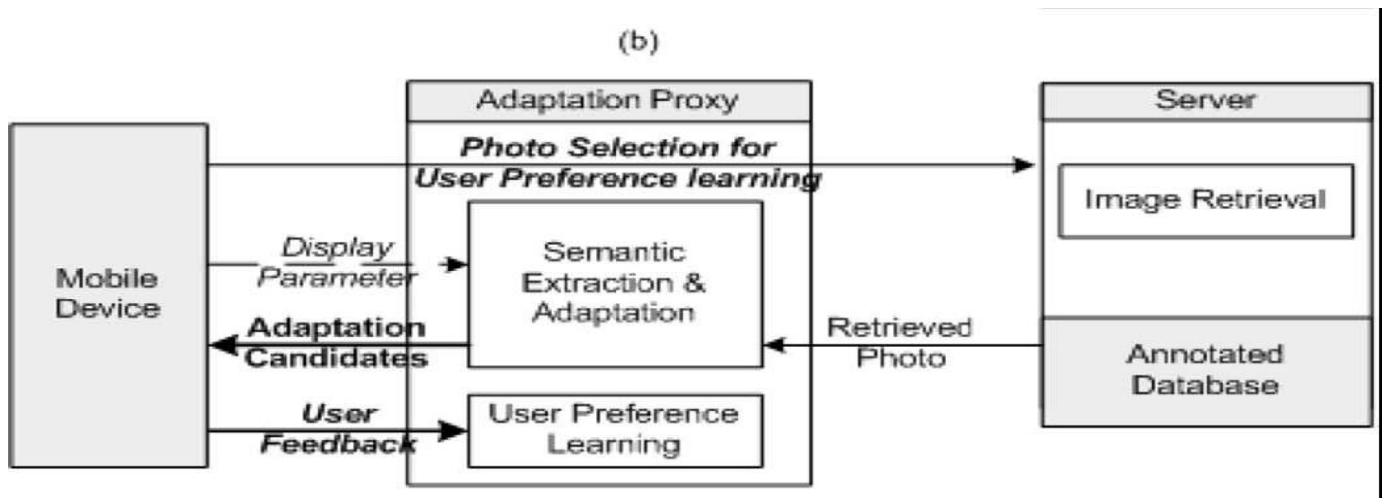 (b)
Adaptation Proxy
Server
Photo Selection for
User Preference learning
Image Retrieval
Mobile
Device
Display
Parameter
Semantic
Extraction &
Adaptation
Adaptation
Candidates
Retrieved
Photo
Annotated
Database
User
Feedback
User Preference
Learning